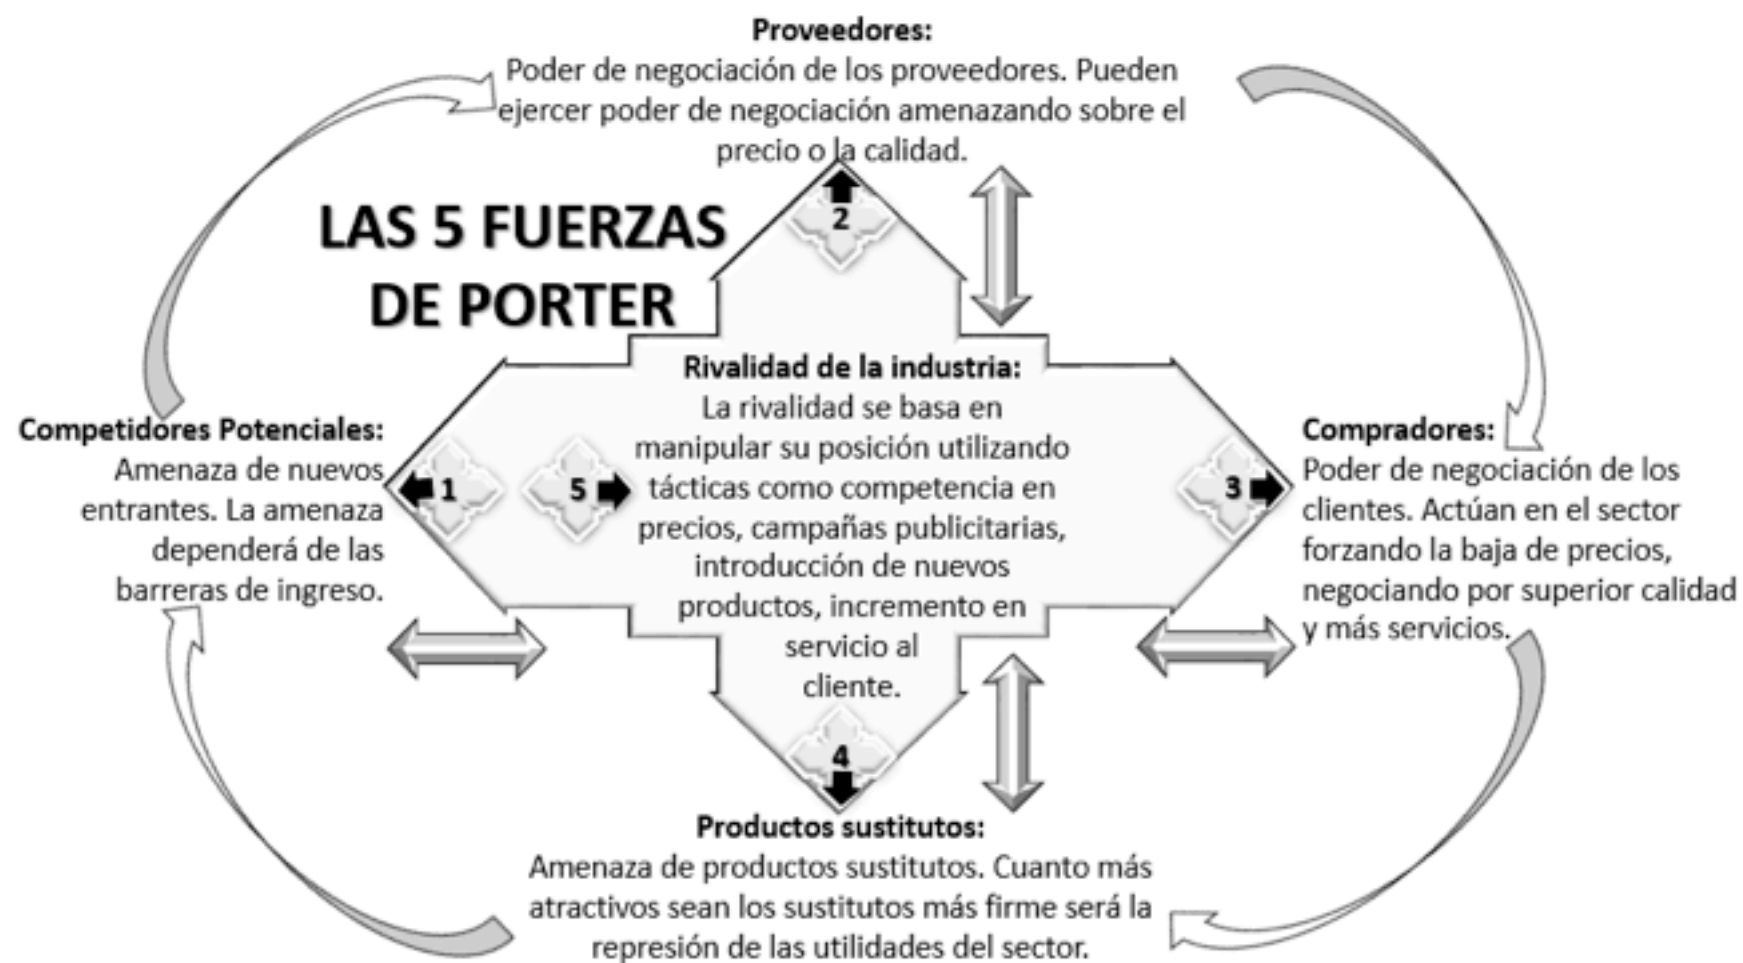 Proveedores:
Poder de negociación de los proveedores. Pueden
ejercer poder de negociación amenazando sobre el
precio o la calidad.
2
LAS 5 FUERZAS
DE PORTER
Competidores Potenciales:
Amenaza de nuevos
entrantes. La amenaza
dependerá de las
barreras de ingreso.
1
5
Rivalidad de la industria:
La rivalidad se basa en
manipular su posición utilizando
tácticas como competencia en
precios, campañas publicitarias,
introducción de nuevos
productos, incremento en
servicio al
cliente.
3
Compradores:
Poder de negociación de los
clientes. Actúan en el sector
forzando la baja de precios,
negociando por superior calidad
y más servicios.
4
Productos sustitutos:
Amenaza de productos sustitutos. Cuanto más
atractivos sean los sustitutos más firme será la
represión de las utilidades del sector.